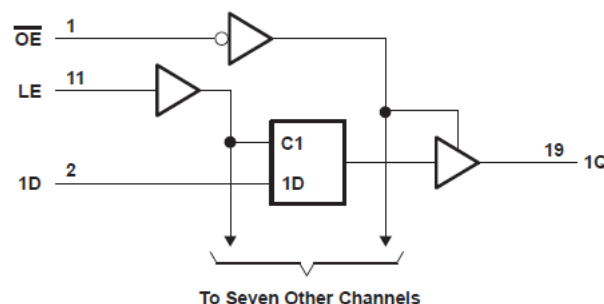 OE 1
LE 11
C1
1D 2
1D
19 1Q
To Seven Other Channels